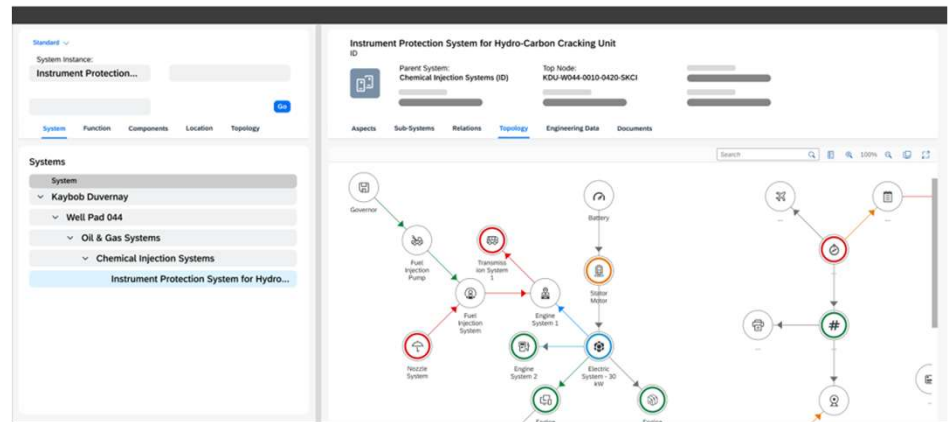 Standard
System Instance:
Instrument Protection...
Go
System Function Components Location Topology
Systems
System
Kaybob Duvernay
Well Pad 044
Oil & Gas Systems
Chemical Injection Systems
Instrument Protection System for Hydro...
Instrument Protection System for Hydro-Carbon Cracking Unit
ID
Parent System:
Chemical Injection Systems (ID)
Top Node:
KDU-W044-0010-0420-SKCI
Aspects Sub-Systems Relations Topology Engineering Data Documents
Search
100%
Governor
Battery
...
...
Fuel
Injection
Pump
Transmiss
ion System
1
Stator
Motor
...
Fuel
Injection
System
Engine
System 1
#
...
...
Nozzle
System
Engine
System 2
Electric
System - 30
kW